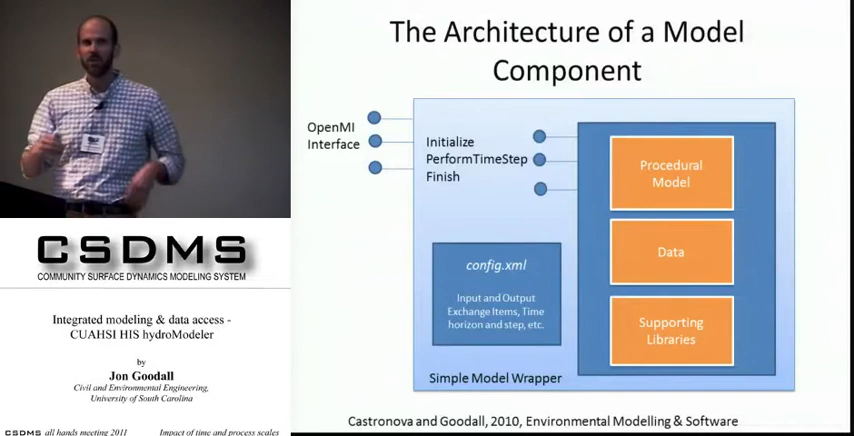 The Architecture of a Model
Component
OpenMI
Interface
Initialize
PerformTimeStep
Finish
Procedural
Model
Data
Supporting
Libraries
config.xml
Input and Output
Exchange Items, Time
horizon and step, etc.
Simple Model Wrapper
Castronova and Goodall, 2010, Environmental Modelling & Software
CSDMS
COMMUNITY SURFACE DYNAMICS MODELING SYSTEM
Integrated modeling & data access -
CUAHSI HIS hydroModeler
by
Jon Goodall
Civil and Environmental Engineering,
University of South Carolina
CSDMS all hands meeting 2011 Impact of time and process scales